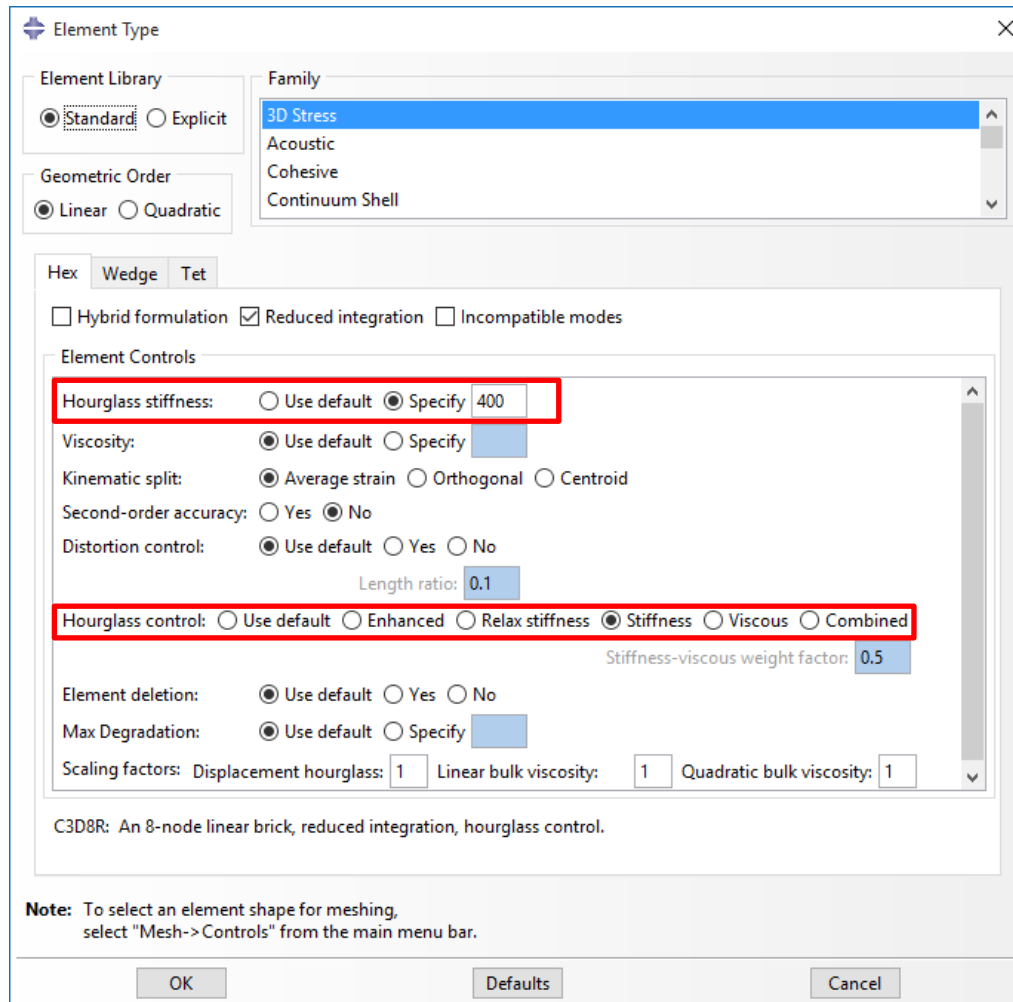 Element Type
Element Library
Standard Explicit
Family
3D Stress
Acoustic
Cohesive
Continuum Shell
Geometric Order
Linear Quadratic
Hex Wedge Tet
Hybrid formulation Reduced integration Incompatible modes
Element Controls
Hourglass stiffness: Use default Specify 400
Viscosity: Use default Specify
Kinematic split: Average strain Orthogonal Centroid
Second-order accuracy: Yes No
Distortion control: Use default Yes No
Length ratio: 0.1
Hourglass control: Use default Enhanced Relax stiffness Stiffness Viscous Combined
Stiffness-viscous weight factor: 0.5
Element deletion: Use default Yes No
Max Degradation: Use default Specify
Scaling factors: Displacement hourglass: 1 Linear bulk viscosity: 1 Quadratic bulk viscosity: 1
C3D8R: An 8-node linear brick, reduced integration, hourglass control.
Note: To select an element shape for meshing,
select "Mesh->Controls" from the main menu bar.
OK Defaults Cancel